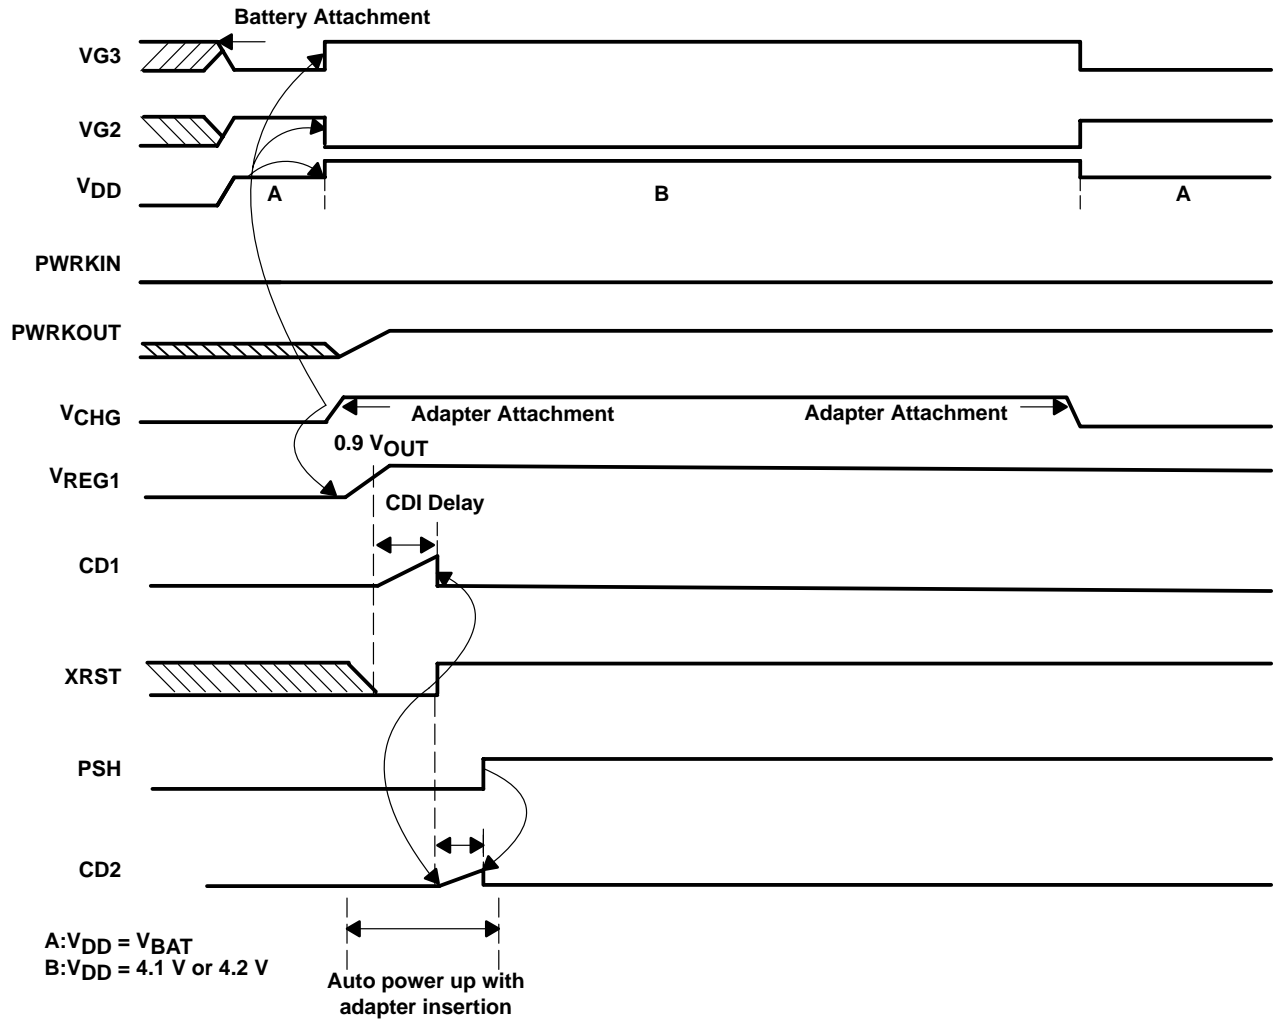 Battery Attachment
VG3
VG2
VDD
A
B
A
PWRKIN
PWRKOUT
VCHG
Adapter Attachment
Adapter Attachment
0.9 VOUT
VREG1
CDI Delay
CD1
XRST
PSH
CD2
A:VDD = VBAT
B:VDD = 4.1 V or 4.2 V
Auto power up with
adapter insertion